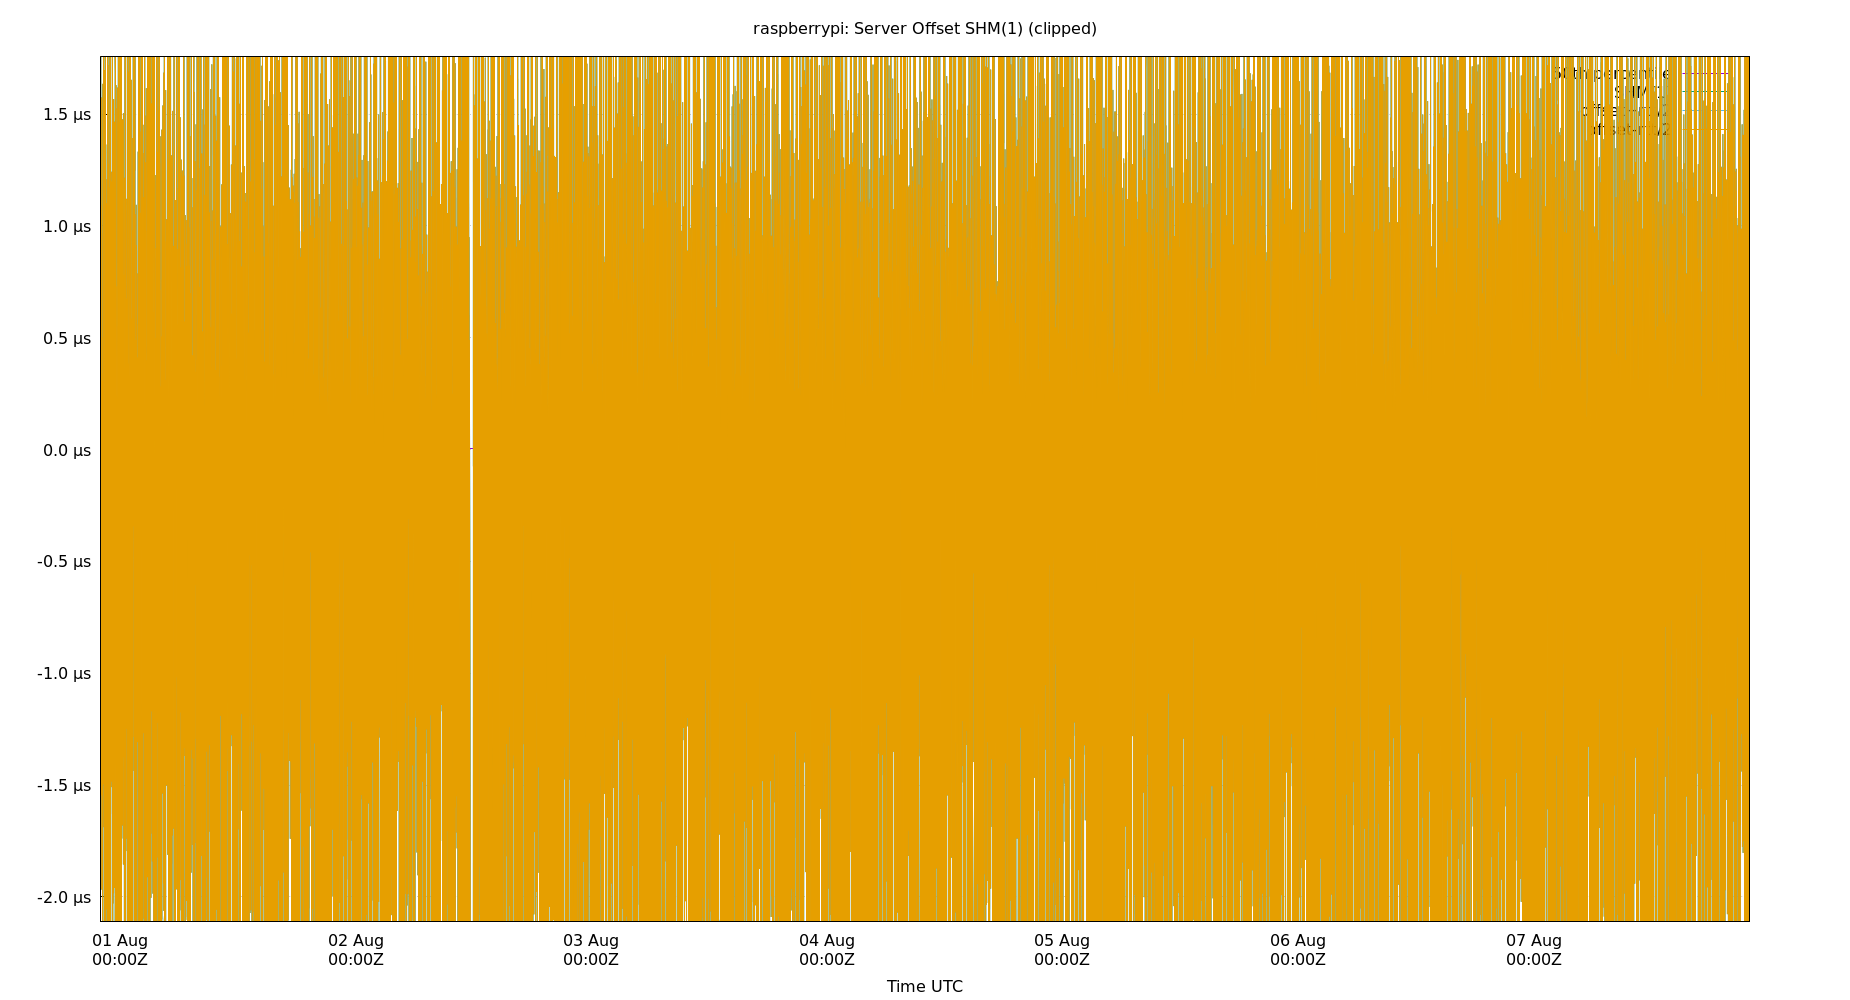 raspberrypi: Server Offset SHM(1) (clipped)
1.5 µs
1.0 µs
0.5 µs
0.0 µs
-0.5 µs
-1.0 µs
-1.5 µs
-2.0 µs
01 Aug 02 Aug 03 Aug 04 Aug 05 Aug 06 Aug 07 Aug
00:00Z 00:00Z 00:00Z 00:00Z 00:00Z 00:00Z 00:00Z
Time UTC